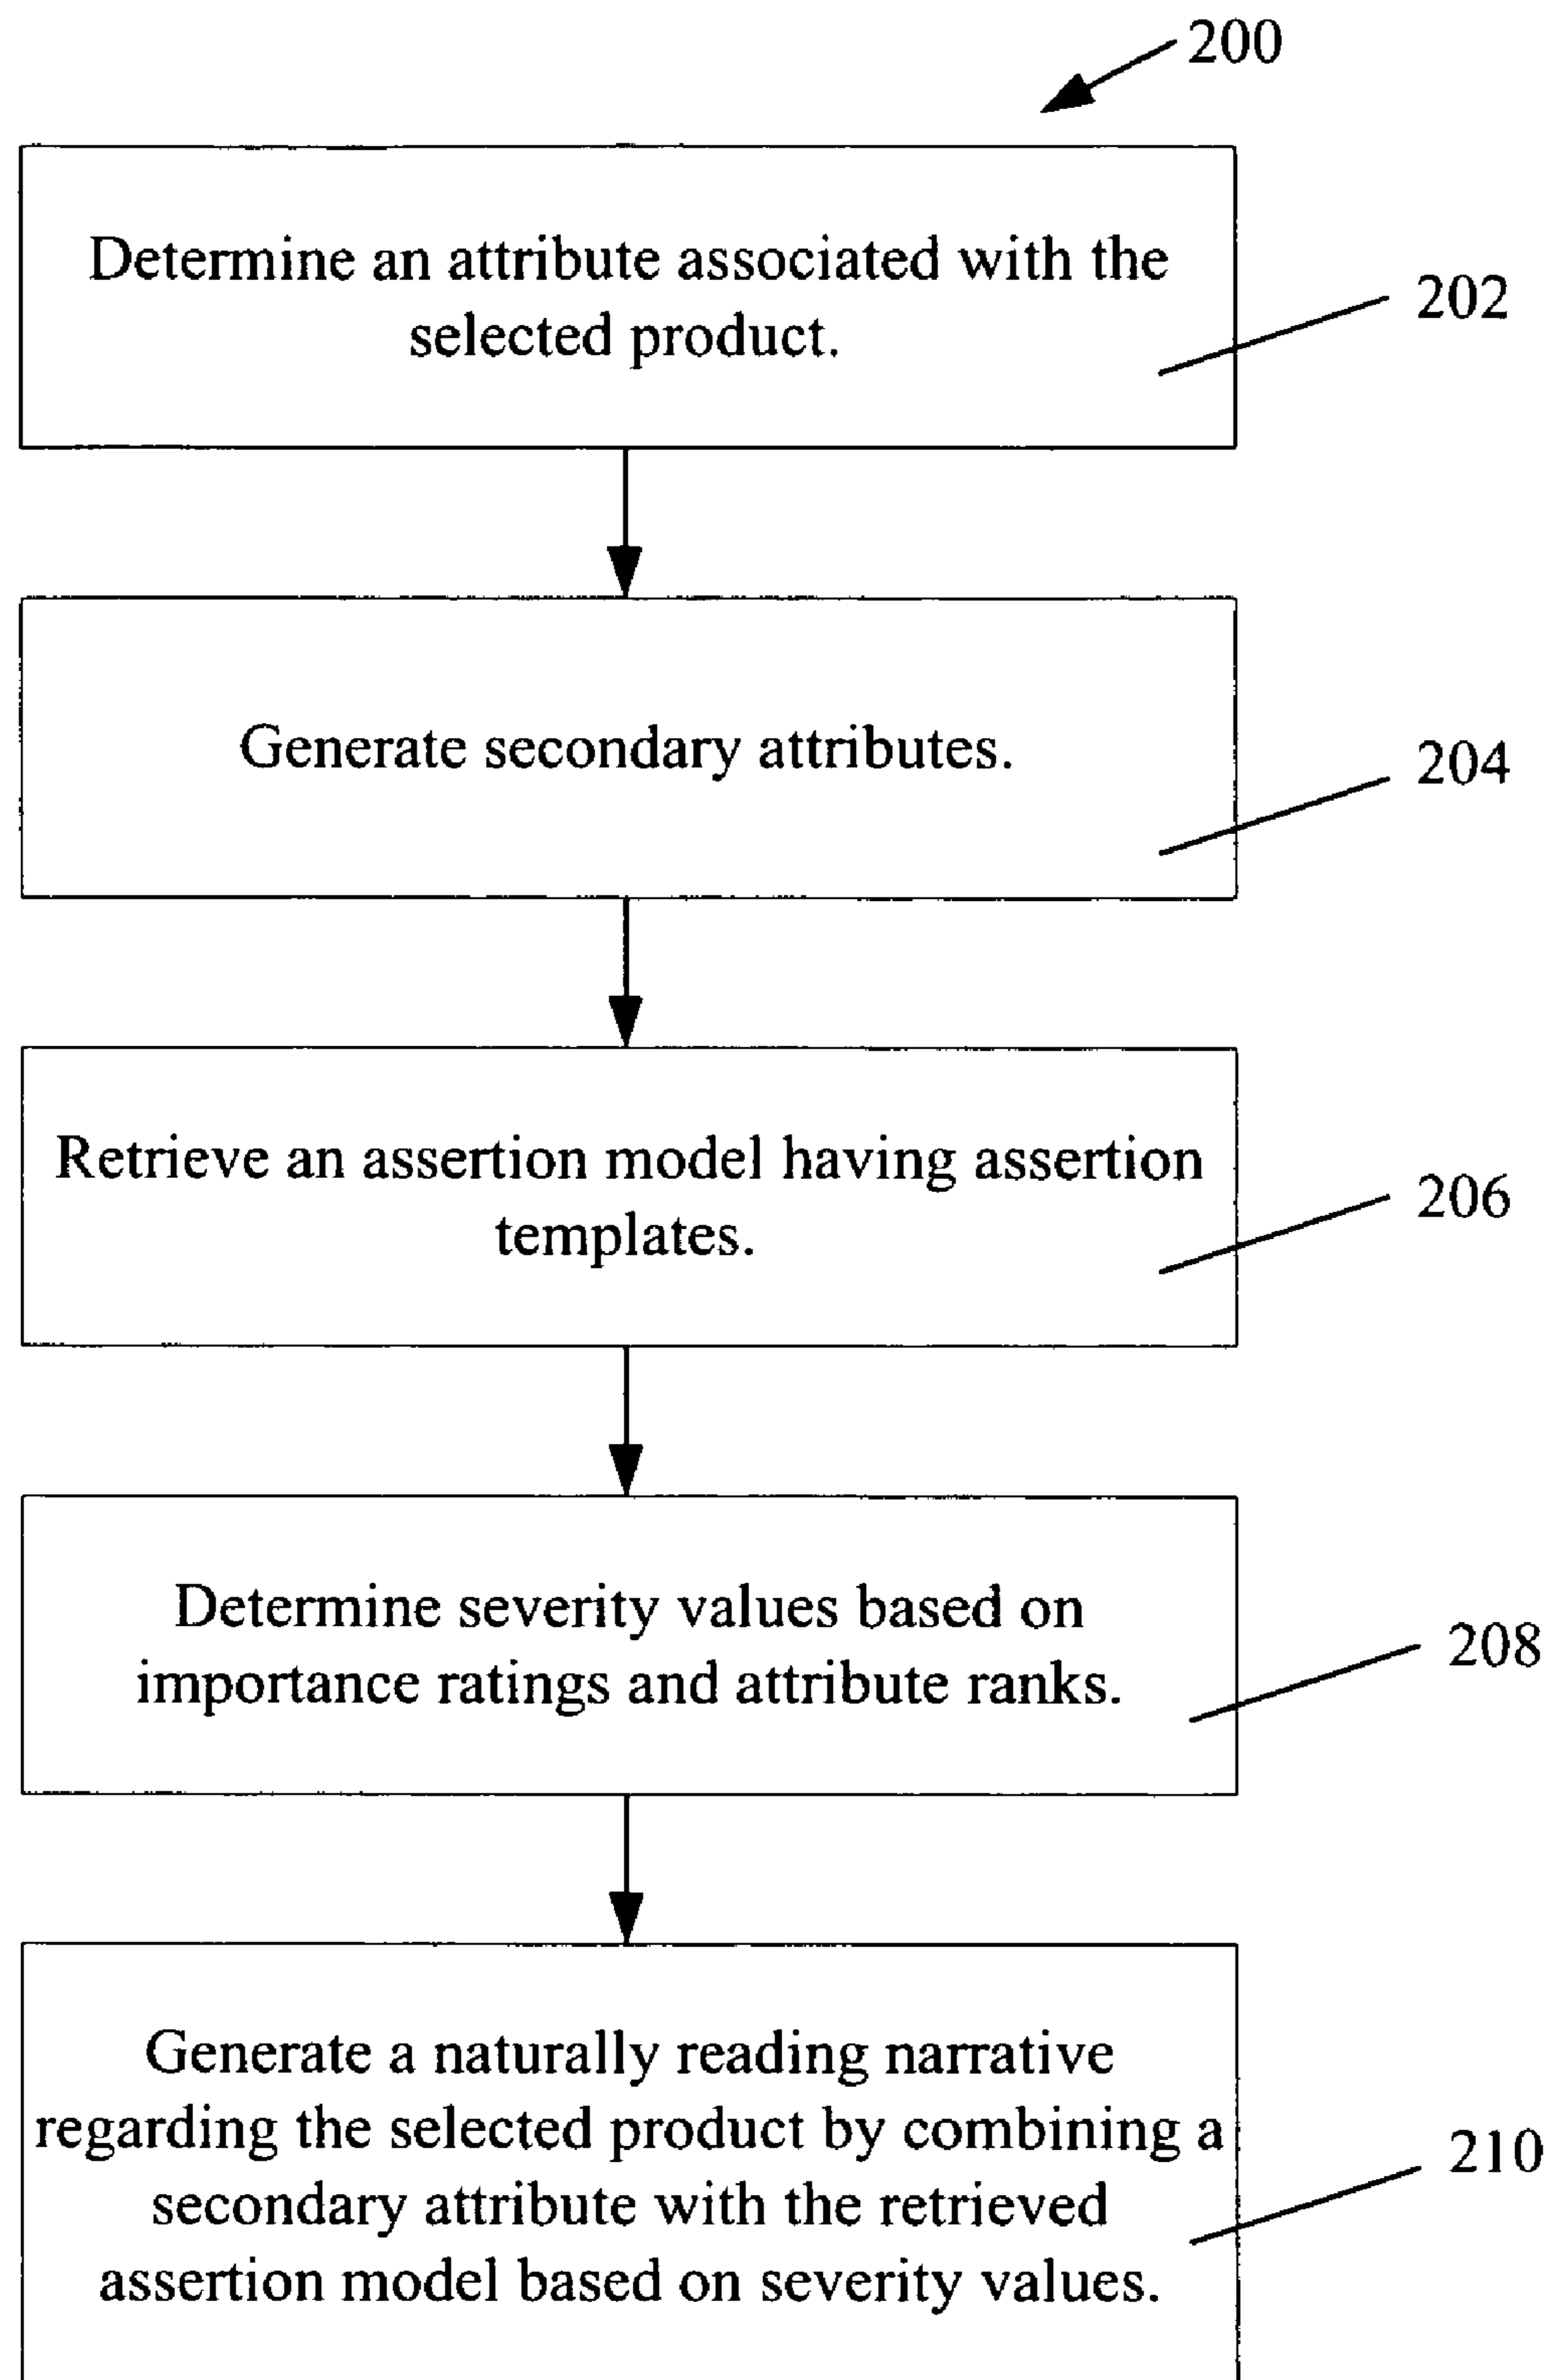 200
Determine an attribute associated with the
selected product.
202
Generate secondary attributes.
204
Retrieve an assertion model having assertion
templates.
206
Determine severity values based on
importance ratings and attribute ranks.
208
Generate a naturally reading narrative
regarding the selected product by combining a
secondary attribute with the retrieved
assertion model based on severity values.
210